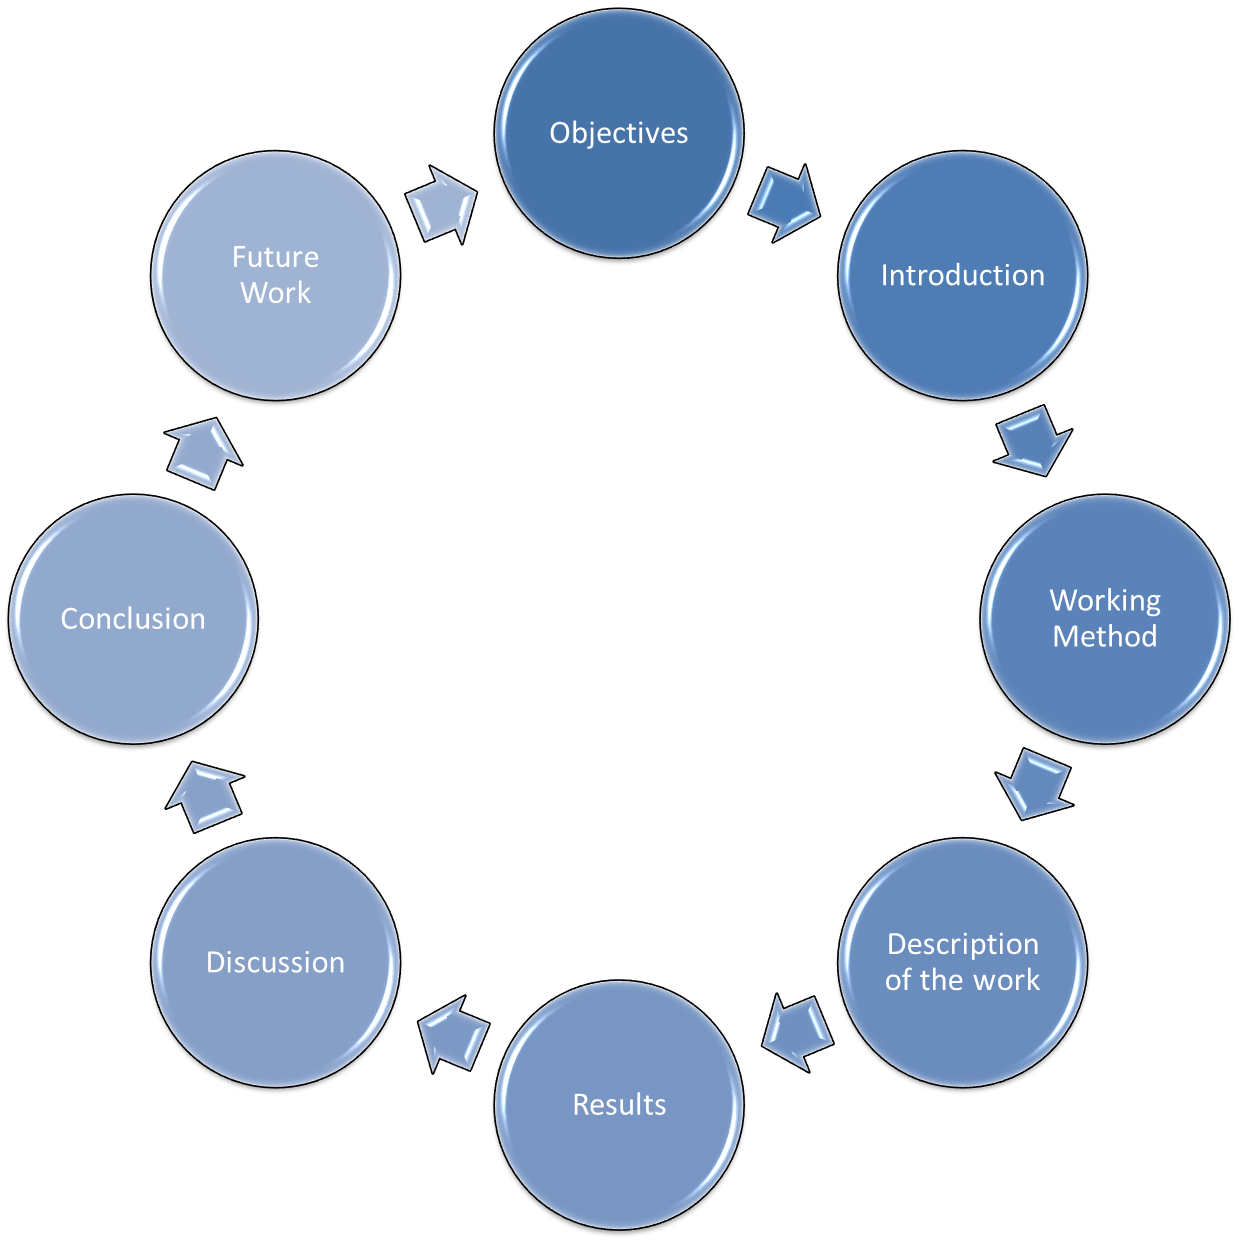 Objectives
Introduction
Working
Method
Description
of the work
Results
Discussion
Conclusion
Future
Work